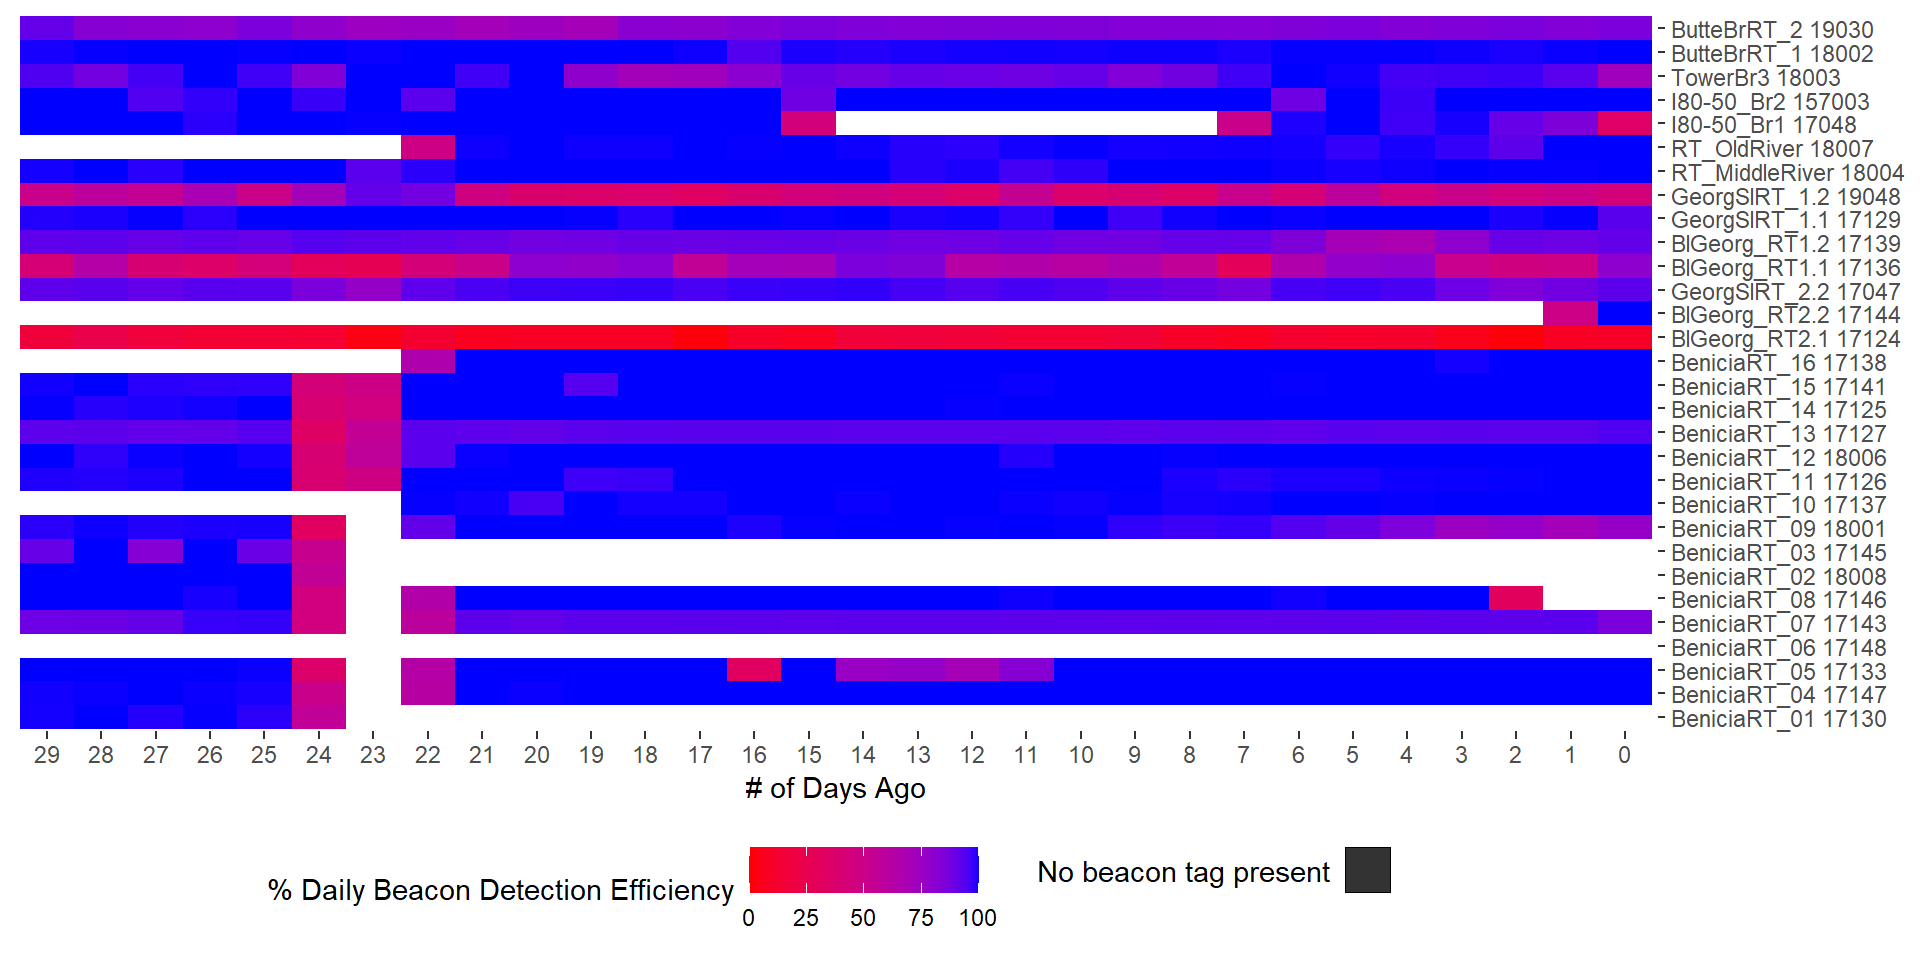 ButteBrRT_2 19030
ButteBrRT_1 18002
TowerBr3 18003
I80-50_Br2 157003
I80-50_Br1 17048
RT_OldRiver 18007
RT_MiddleRiver 18004
GeorgSlRT_1.2 19048
GeorgSlRT_1.1 17129
BlGeorg_RT1.2 17139
BlGeorg_RT1.1 17136
GeorgSlRT_2.2 17047
BlGeorg_RT2.2 17144
BlGeorg_RT2.1 17124
BeniciaRT_16 17138
BeniciaRT_15 17141
BeniciaRT_14 17125
BeniciaRT_13 17127
BeniciaRT_12 18006
BeniciaRT_11 17126
BeniciaRT_10 17137
BeniciaRT_09 18001
BeniciaRT_03 17145
BeniciaRT_02 18008
BeniciaRT_08 17146
BeniciaRT_07 17143
BeniciaRT_06 17148
BeniciaRT_05 17133
BeniciaRT_04 17147
BeniciaRT_01 17130
29 28 27 26 25 24 23 22 21 20 19 18 17 16 15 14 13 12 11 10 9 8 7 6 5 4 3 2 1 0
# of Days Ago
% Daily Beacon Detection Efficiency
0 25 50 75 100
No beacon tag present